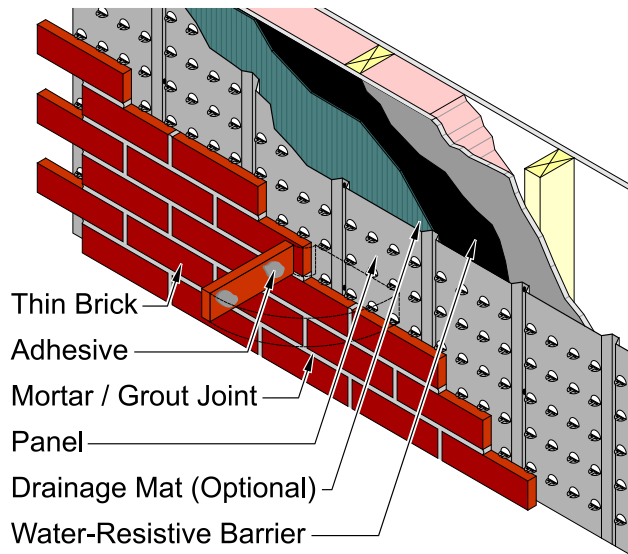 Thin Brick
Adhesive
Mortar / Grout Joint
Panel
Drainage Mat (Optional)
Water-Resistive Barrier